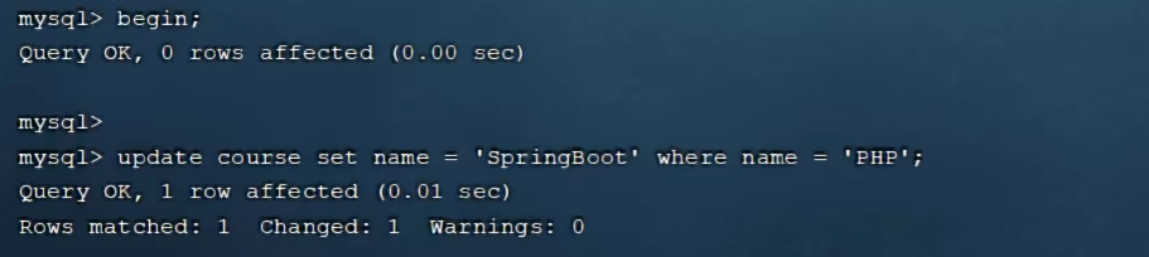 mysql> begin;
Query OK, 0 rows affected (0.00 sec)
mysql>
mysql> update course set name = 'SpringBoot' where name = 'PHP';
Query OK, 1 row affected (0.01 sec)
Rows matched: 1  Changed: 1  Warnings: 0